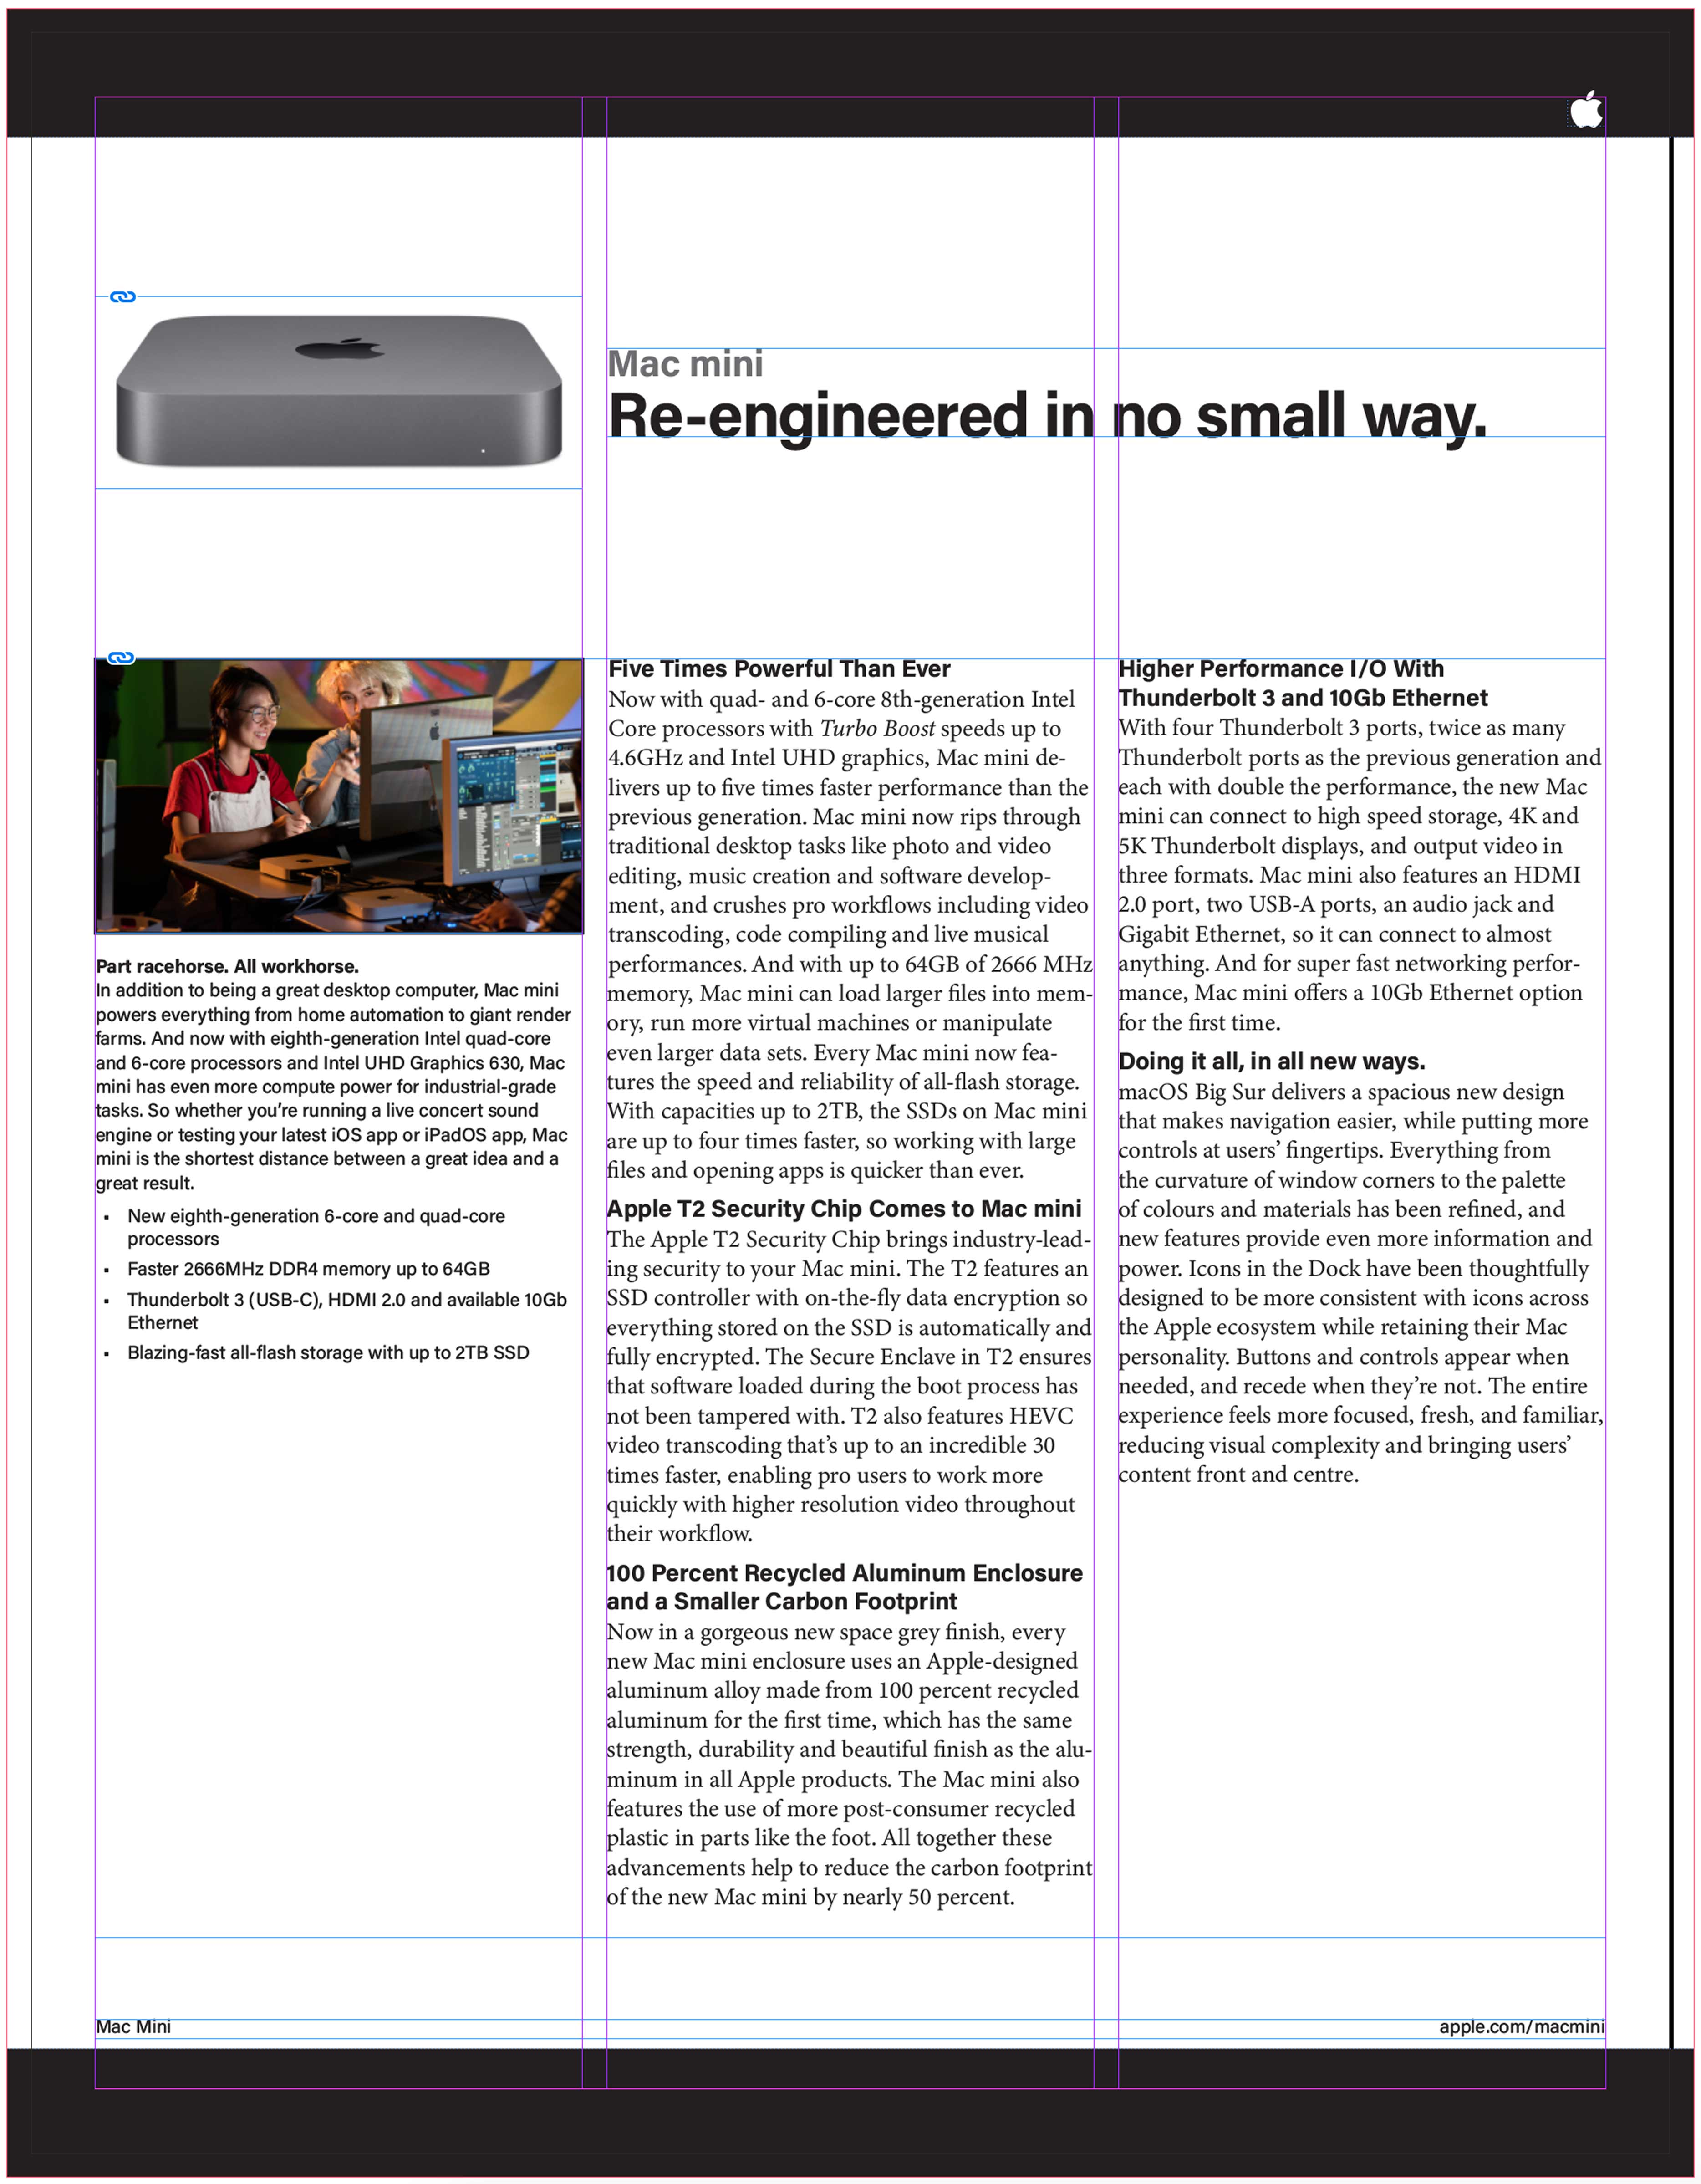 Mac mini
Re-engineered in no small way.
Part racehorse. All workhorse.
In addition to being a great desktop computer, Mac mini
powers everything from home automation to giant render
farms. And now with eighth-generation Intel quad-core
and 6-core processors and Intel UHD Graphics 630, Mac
mini has even more compute power for industrial-grade
tasks. So whether you’re running a live concert sound
engine or testing your latest iOS app or iPadOS app, Mac
mini is the shortest distance between a great idea and a
great result.
▪ New eighth-generation 6-core and quad-core
processors
▪ Faster 2666MHz DDR4 memory up to 64GB
▪ Thunderbolt 3 (USB-C), HDMI 2.0 and available 10Gb
Ethernet
▪ Blazing-fast all-flash storage with up to 2TB SSD
Five Times Powerful Than Ever
Now with quad- and 6-core 8th-generation Intel
Core processors with Turbo Boost speeds up to
4.6GHz and Intel UHD graphics, Mac mini de-
livers up to five times faster performance than the
previous generation. Mac mini now rips through
traditional desktop tasks like photo and video
editing, music creation and software develop-
ment, and crushes pro workflows including video
transcoding, code compiling and live musical
performances. And with up to 64GB of 2666 MHz
memory, Mac mini can load larger files into mem-
ory, run more virtual machines or manipulate
even larger data sets. Every Mac mini now fea-
tures the speed and reliability of all-flash storage.
With capacities up to 2TB, the SSDs on Mac mini
are up to four times faster, so working with large
files and opening apps is quicker than ever.
Apple T2 Security Chip Comes to Mac mini
The Apple T2 Security Chip brings industry-lead-
ing security to your Mac mini. The T2 features an
SSD controller with on-the-fly data encryption so
everything stored on the SSD is automatically and
fully encrypted. The Secure Enclave in T2 ensures
that software loaded during the boot process has
not been tampered with. T2 also features HEVC
video transcoding that’s up to an incredible 30
times faster, enabling pro users to work more
quickly with higher resolution video throughout
their workflow.
100 Percent Recycled Aluminum Enclosure
and a Smaller Carbon Footprint
Now in a gorgeous new space grey finish, every
new Mac mini enclosure uses an Apple-designed
aluminum alloy made from 100 percent recycled
aluminum for the first time, which has the same
strength, durability and beautiful finish as the alu-
minum in all Apple products. The Mac mini also
features the use of more post-consumer recycled
plastic in parts like the foot. All together these
advancements help to reduce the carbon footprint
of the new Mac mini by nearly 50 percent.
Higher Performance I/O With
Thunderbolt 3 and 10Gb Ethernet
With four Thunderbolt 3 ports, twice as many
Thunderbolt ports as the previous generation and
each with double the performance, the new Mac
mini can connect to high speed storage, 4K and
5K Thunderbolt displays, and output video in
three formats. Mac mini also features an HDMI
2.0 port, two USB-A ports, an audio jack and
Gigabit Ethernet, so it can connect to almost
anything. And for super fast networking perfor-
mance, Mac mini offers a 10Gb Ethernet option
for the first time.
Doing it all, in all new ways.
macOS Big Sur delivers a spacious new design
that makes navigation easier, while putting more
controls at users’ fingertips. Everything from
the curvature of window corners to the palette
of colours and materials has been refined, and
new features provide even more information and
power. Icons in the Dock have been thoughtfully
designed to be more consistent with icons across
the Apple ecosystem while retaining their Mac
personality. Buttons and controls appear when
needed, and recede when they’re not. The entire
experience feels more focused, fresh, and familiar,
reducing visual complexity and bringing users’
content front and centre.
Mac Mini
apple.com/macmini